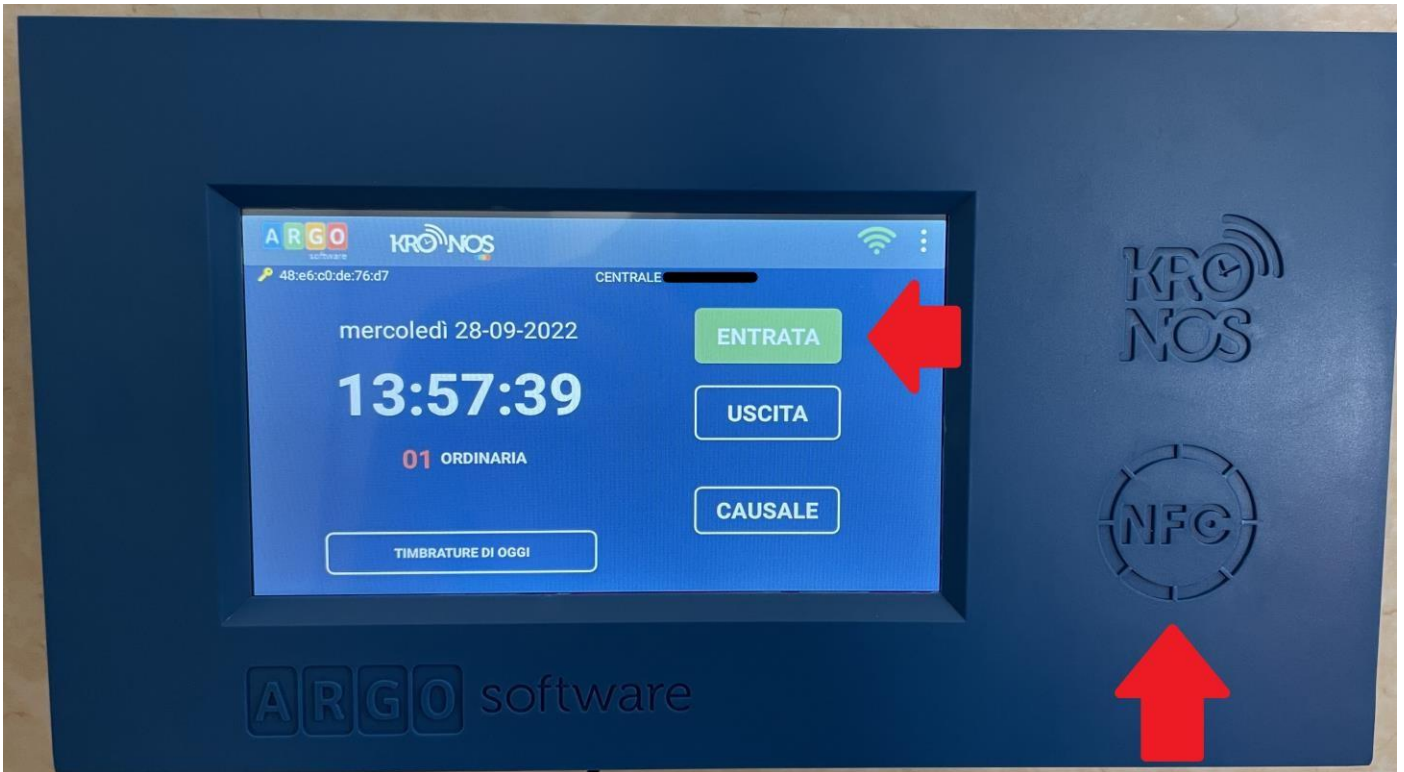 ARGO
software
KRONOS
48:e6:c0:de:76:d7
CENTRALE
mercoledì 28-09-2022
13:57:39
01 ORDINARIA
TIMBRATURE DI OGGI
ENTRATA
USCITA
CAUSALE
KRO
NOS
NFC
ARGO software